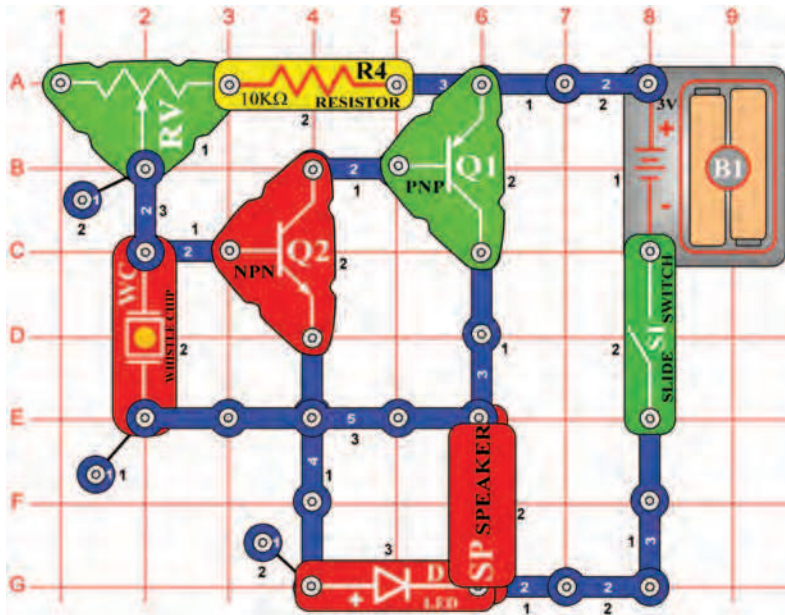 1 2 3 4 5 6 7 8 9
A
R4
10KΩ
RESISTOR
2
3
1
2
2
3V
+
B1
-
1
RV
1
B
1
2
2
3
2
1
Q1
PNP
2
C
1
2
Q2
NPN
2
WC
WHISTLE CHIP
2
D
1
3
S1
SLIDE SWITCH
2
E
5
3
1
1
4
1
SPEAKER
SP
2
F
1
2
3
1
3
G
+
D
LED
2
1
2
2